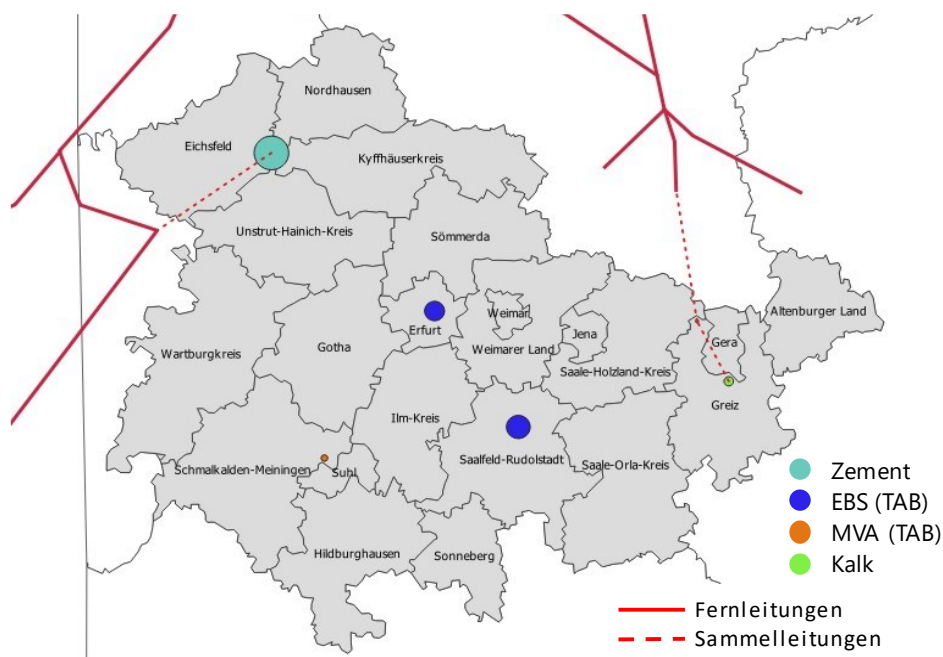 Nordhausen
Eichsfeld
Kyffhäuserkreis
Unstrut-Hainich-Kreis
Sömmerda
Altenburger Land
Weimar
Erfurt
Jena
Gera
Wartburgkreis
Gotha
Weimarer Land
Saale-Holzland-Kreis
Greiz
Ilm-Kreis
Schmalkalden-Meiningen
Suhl
Saalfeld-Rudolstadt
Saale-Orla-Kreis
Hildburghausen
Sonneberg
Zement
EBS (TAB)
MVA (TAB)
Kalk
Fernleitungen
Sammelleitungen